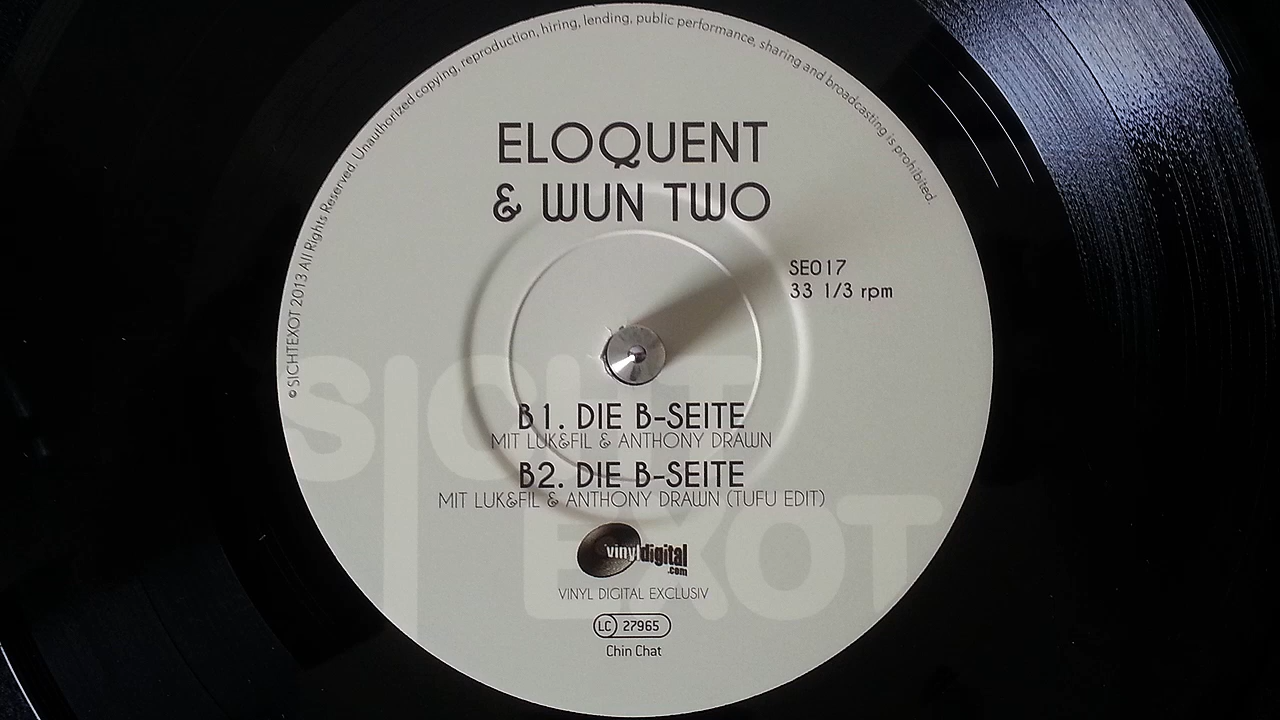 © SICHTEXOT 2013 All Rights Reserved. Unauthorized copying, reproduction, hiring, lending, public performance, sharing and broadcasting is prohibited.
ELOQUENT
& WUN TWO
SE017
33 1/3 rpm
SICHT
EXOT
B1. DIE B-SEITE
MIT LUK&FIL & ANTHONY DRAWN
B2. DIE B-SEITE
MIT LUK&FIL & ANTHONY DRAWN (TUFU EDIT)
vinyldigital
.com
VINYL DIGITAL EXCLUSIV
LC 27965
Chin Chat